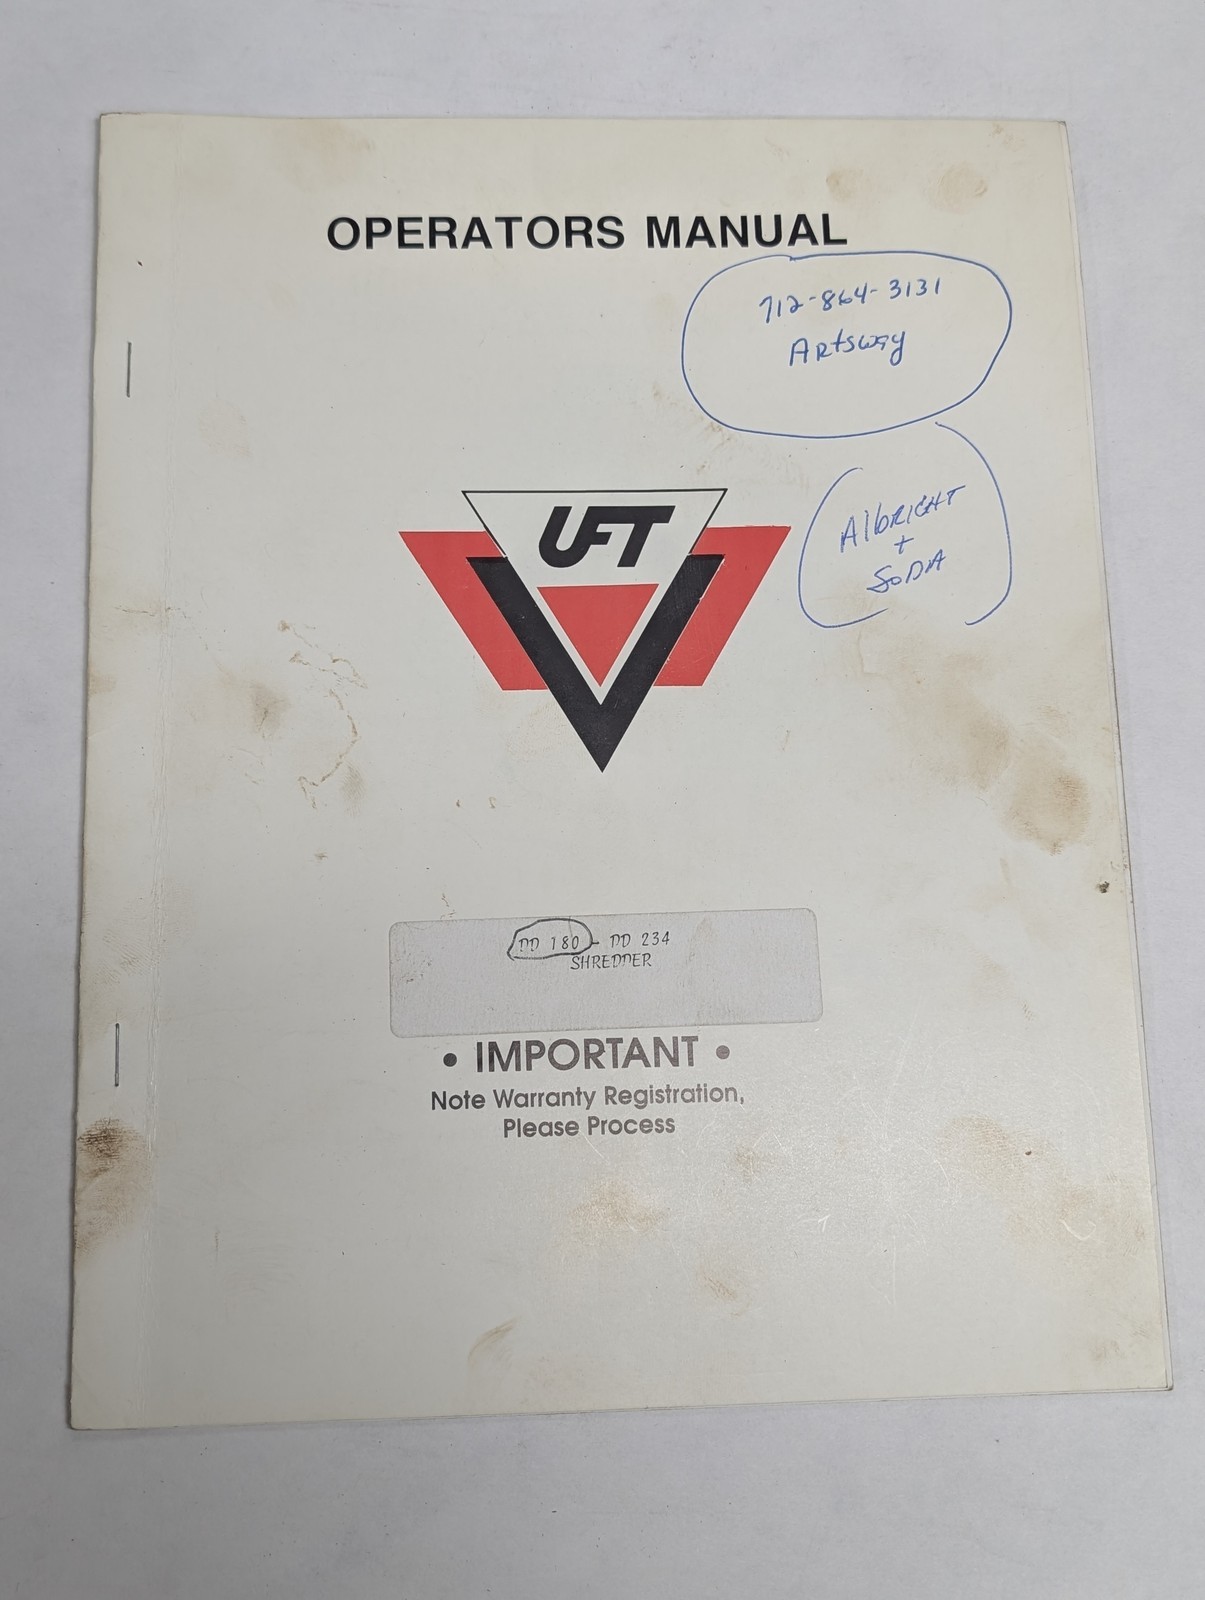 OPERATORS MANUAL
712-864-3131
Artsway
UFT
AlbRIGHT
+
SoDA
DD 180 - DD 234
SHREDDER
• IMPORTANT •
Note Warranty Registration,
Please Process